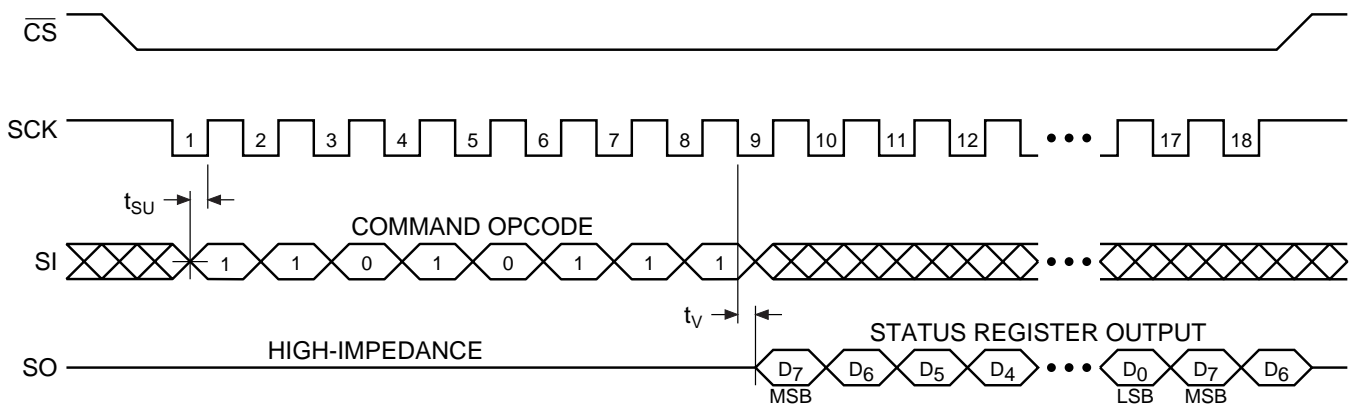 CS
SCK 1 2 3 4 5 6 7 8 9 10 11 12 ••• 17 18
tSU
COMMAND OPCODE
SI 1 1 0 1 0 1 1 1 •••
tV
STATUS REGISTER OUTPUT
HIGH-IMPEDANCE
SO D7 D6 D5 D4 ••• D0 D7 D6
MSB LSB MSB